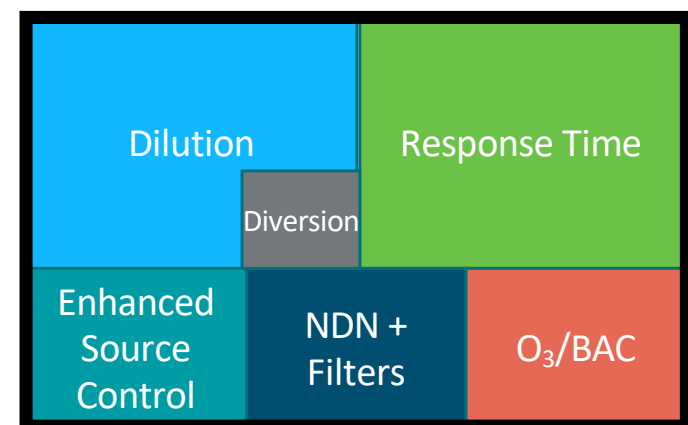 Dilution
Response Time
Diversion
Enhanced
Source
Control
NDN +
Filters
O₃/BAC